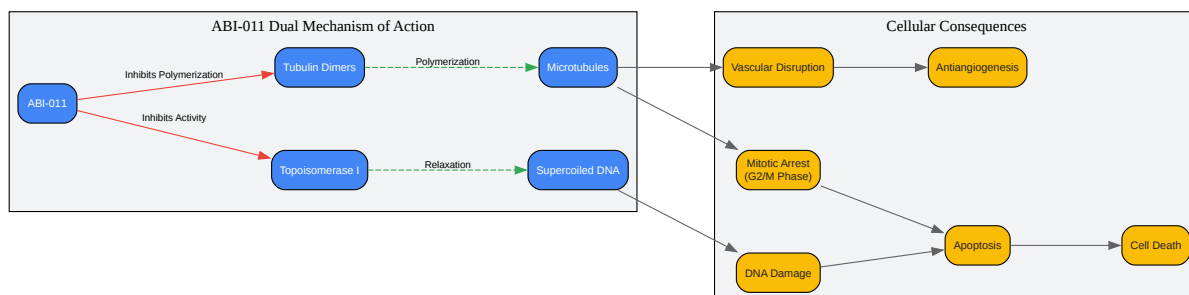 ABI-011 Dual Mechanism of Action
Cellular Consequences
Tubulin Dimers
Polymerization
Microtubules
Vascular Disruption
Antiangiogenesis
Inhibits Polymerization
ABI-011
Inhibits Activity
Topoisomerase I
Relaxation
Supercoiled DNA
Mitotic Arrest
(G2/M Phase)
Apoptosis
Cell Death
DNA Damage